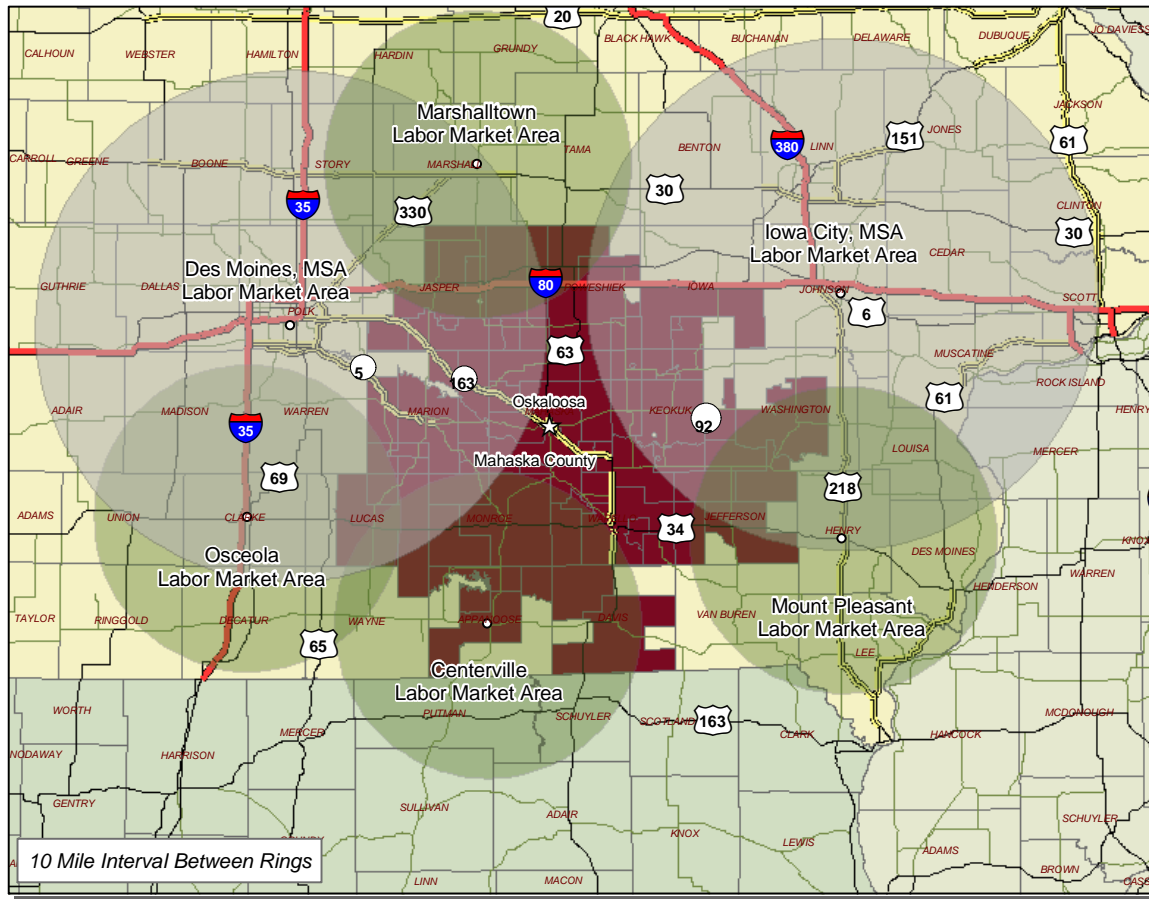 20
CALHOUN
WEBSTER
HAMILTON
HARDIN
GRUNDY
BLACK HAWK
BUCHANAN
DELAWARE
DUBUQUE
JO DAVIESS
JACKSON
Marshalltown
Labor Market Area
CARROLL
GREENE
BOONE
STORY
TAMA
BENTON
380
LINN
151
JONES
61
35
330
30
CLINTON
30
Iowa City, MSA
Labor Market Area
CEDAR
Des Moines, MSA
Labor Market Area
GUTHRIE
DALLAS
POLK
JASPER
80
POWESHIEK
IOWA
JOHNSON
6
SCOTT
63
MUSCATINE
ROCK ISLAND
5
163
61
HENRY
ADAIR
MADISON
WARREN
MARION
Oskaloosa
KEOKUK
92
WASHINGTON
35
Mahaska County
LOUISA
MERCER
69
218
ADAMS
UNION
CLARKE
LUCAS
MONROE
34
JEFFERSON
HENRY
DES MOINES
Osceola
Labor Market Area
HENDERSON
WARREN
Mount Pleasant
Labor Market Area
TAYLOR
RINGGOLD
DECATUR
65
WAYNE
APPANOOSE
DAVIS
VAN BUREN
LEE
Centerville
Labor Market Area
WORTH
PUTMAN
SCHUYLER
SCOTLAND
163
CLARK
MCDONOUGH
NODAWAY
HARRISON
MERCER
HANCOCK
GENTRY
SULLIVAN
ADAIR
KNOX
LEWIS
ADAMS
SCHUYLER
BROWN
LINN
MACON
10 Mile Interval Between Rings